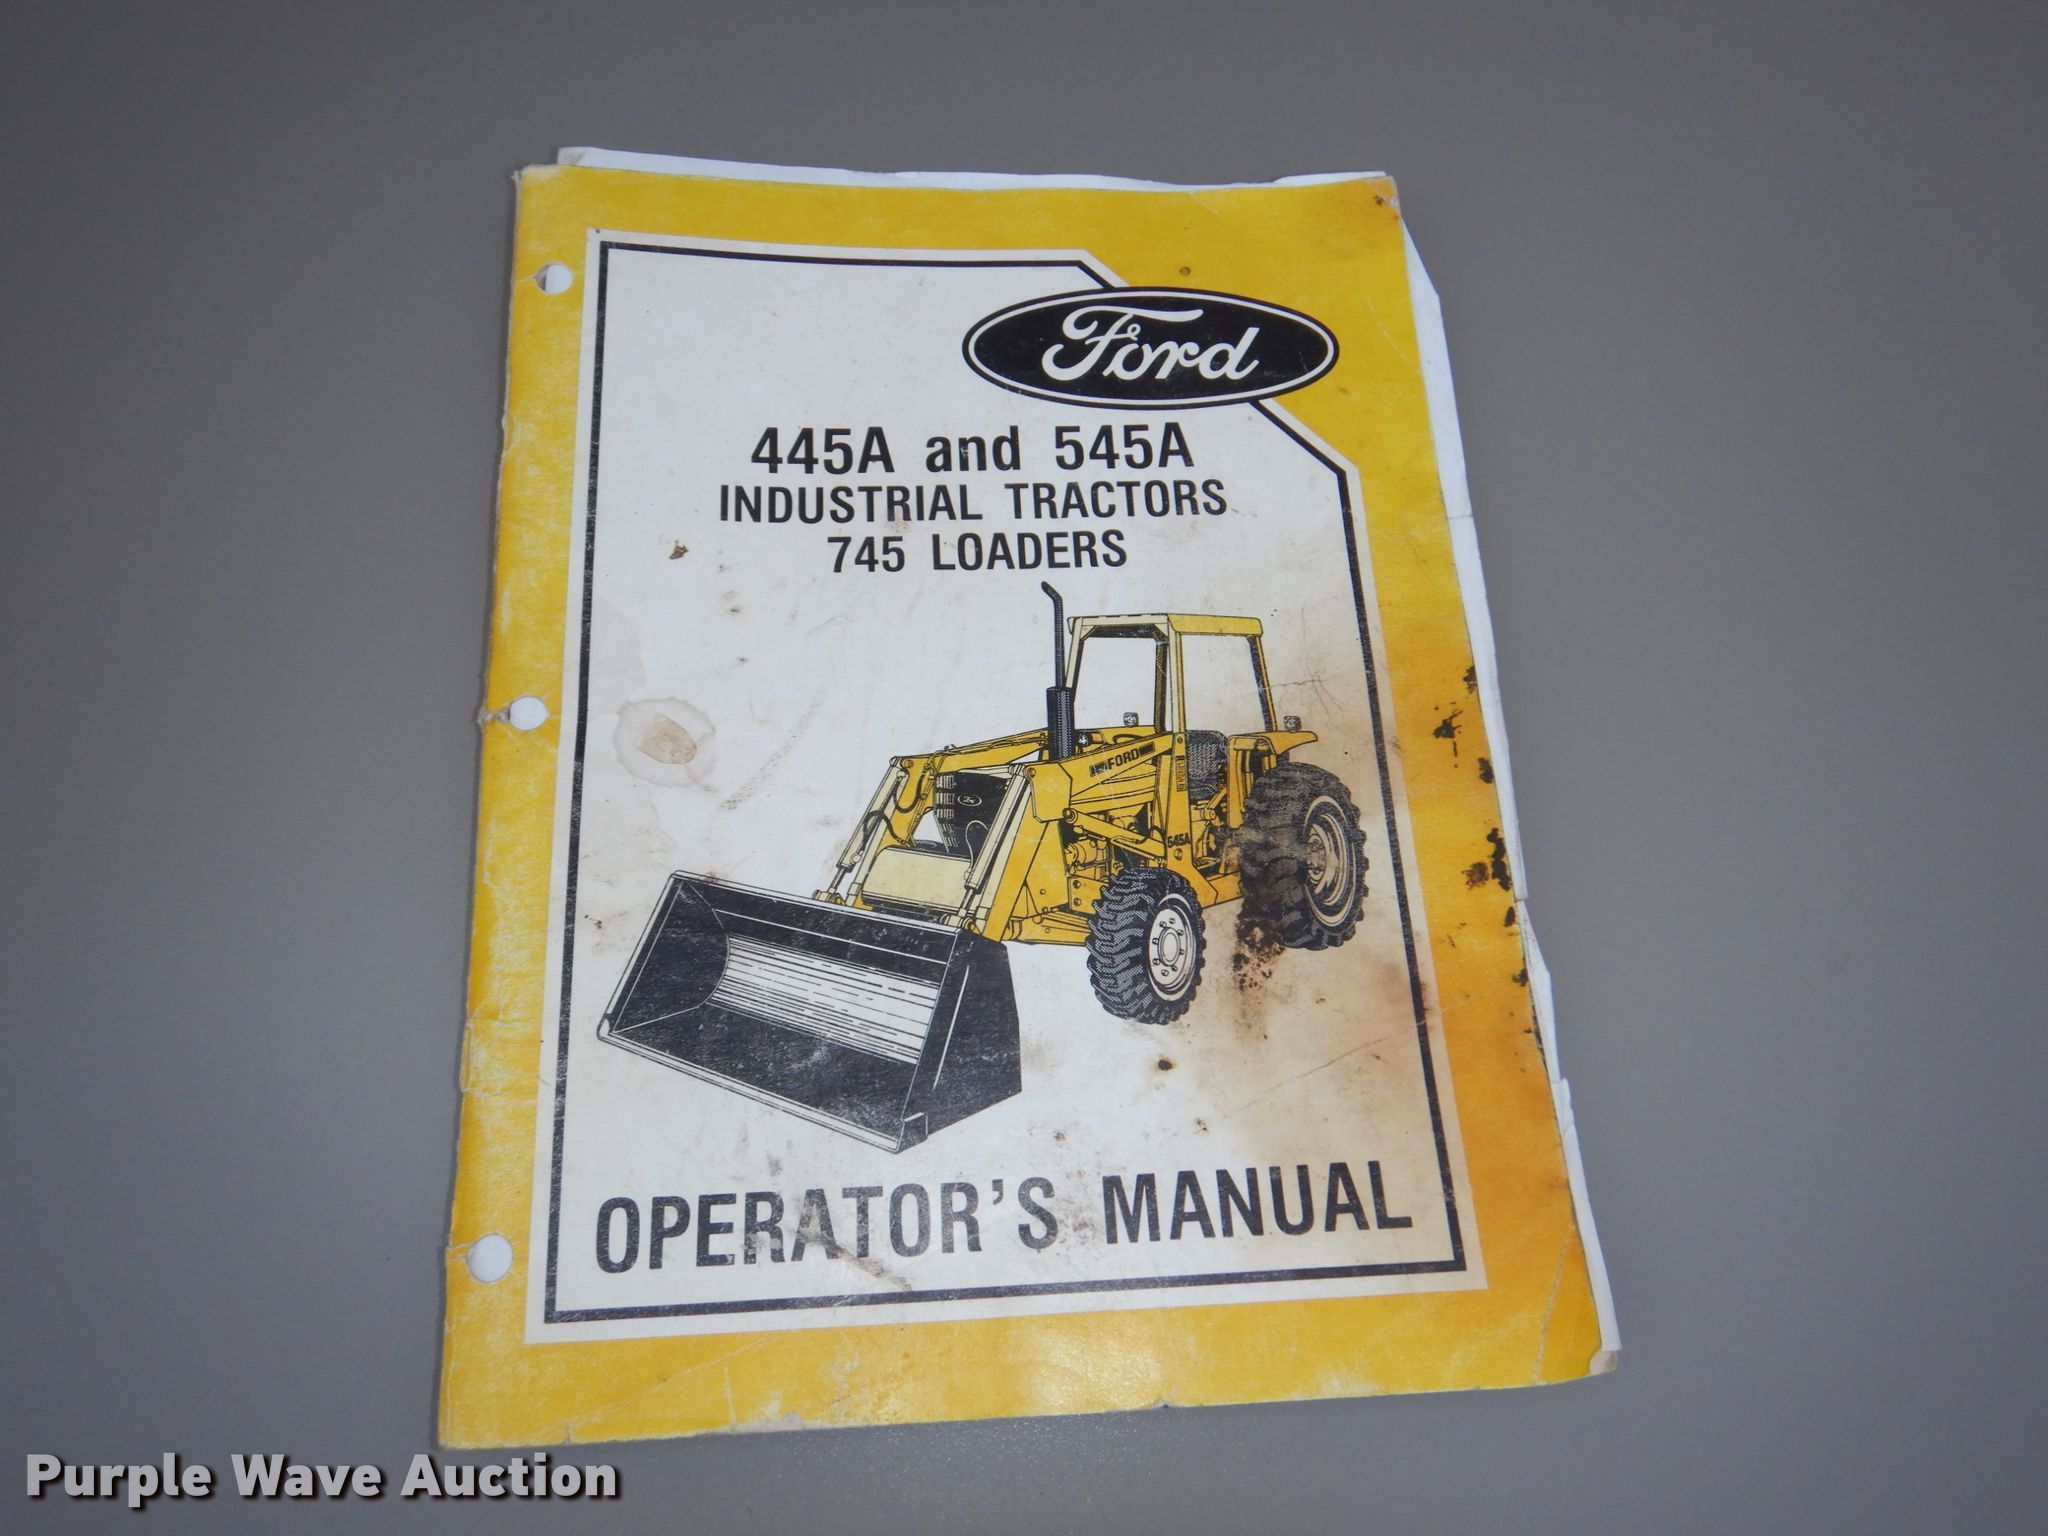 Ford
445A and 545A
INDUSTRIAL TRACTORS
745 LOADERS
FORD
545A
OPERATOR'S MANUAL
Purple Wave Auction